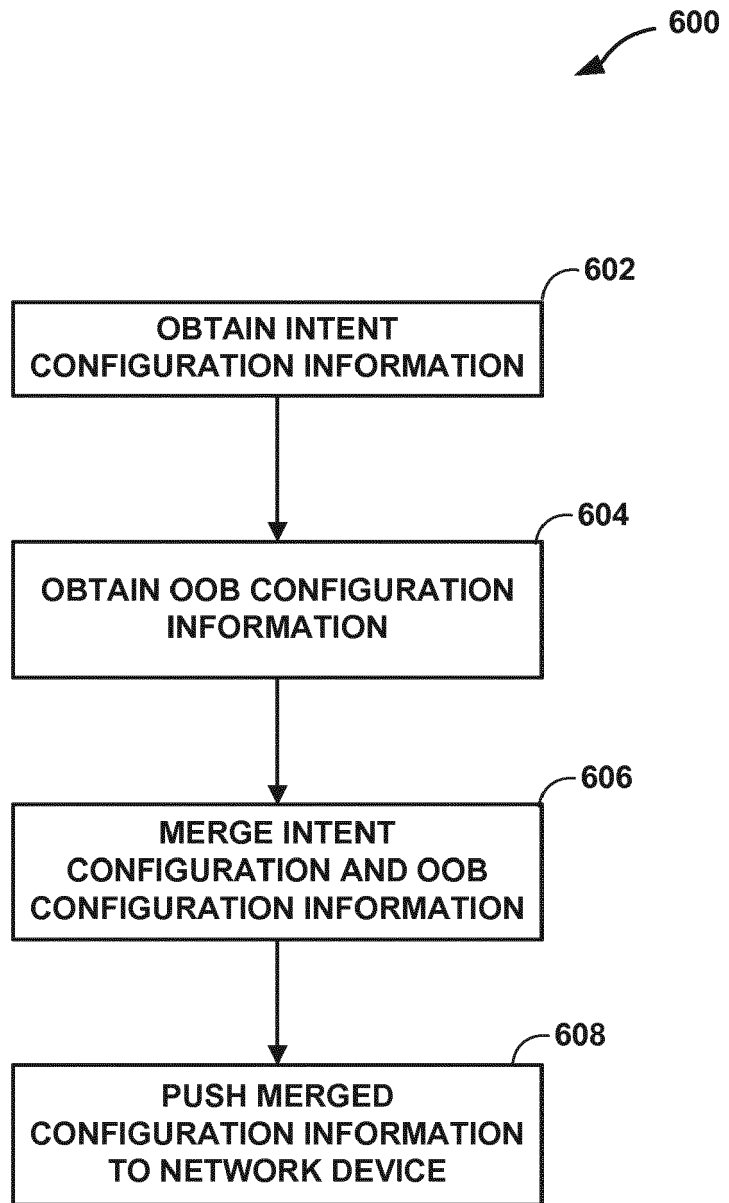 600
602
OBTAIN INTENT
CONFIGURATION INFORMATION
604
OBTAIN OOB CONFIGURATION
INFORMATION
606
MERGE INTENT
CONFIGURATION AND OOB
CONFIGURATION INFORMATION
608
PUSH MERGED
CONFIGURATION INFORMATION
TO NETWORK DEVICE